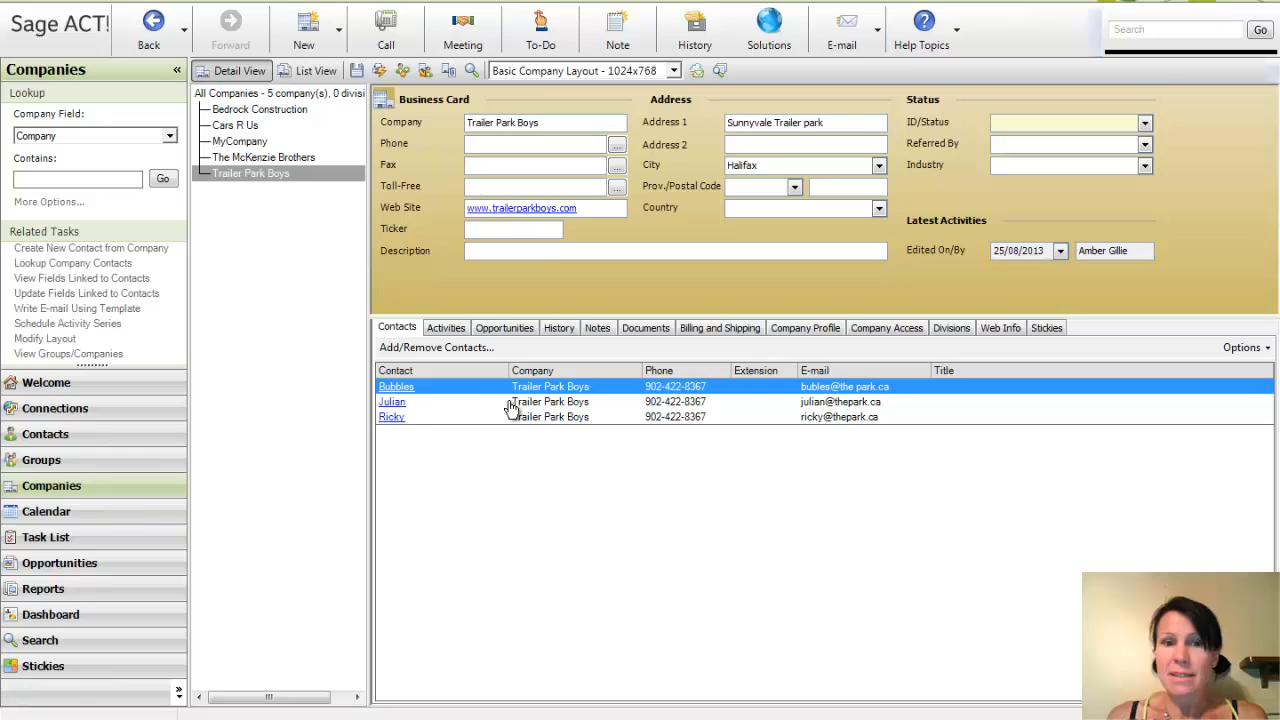 Sage ACT!
Back
Forward
New
Call
Meeting
To-Do
Note
History
Solutions
E-mail
Help Topics
Search
Go
Companies «
Lookup
Company Field:
Company
Contains:
Go
More Options...
Related Tasks
Create New Contact from Company
Lookup Company Contacts
View Fields Linked to Contacts
Update Fields Linked to Contacts
Write E-mail Using Template
Schedule Activity Series
Modify Layout
View Groups/Companies
Welcome
Connections
Contacts
Groups
Companies
Calendar
Task List
Opportunities
Reports
Dashboard
Search
Stickies
Detail View
List View
Basic Company Layout - 1024x768
All Companies - 5 company(s), 0 divisi
Bedrock Construction
Cars R Us
MyCompany
The McKenzie Brothers
Trailer Park Boys
Business Card
Company Trailer Park Boys
Phone ...
Fax ...
Toll-Free ...
Web Site www.trailerparkboys.com
Ticker
Description
Address
Address 1 Sunnyvale Trailer park
Address 2
City Halifax
Prov./Postal Code
Country
Status
ID/Status
Referred By
Industry
Latest Activities
Edited On/By 25/08/2013 Amber Gillie
Contacts Activities Opportunities History Notes Documents Billing and Shipping Company Profile Company Access Divisions Web Info Stickies
Add/Remove Contacts... Options
Contact Company Phone Extension E-mail Title
Bubbles Trailer Park Boys 902-422-8367 bubles@the park.ca
Julian Trailer Park Boys 902-422-8367 julian@thepark.ca
Ricky Trailer Park Boys 902-422-8367 ricky@thepark.ca